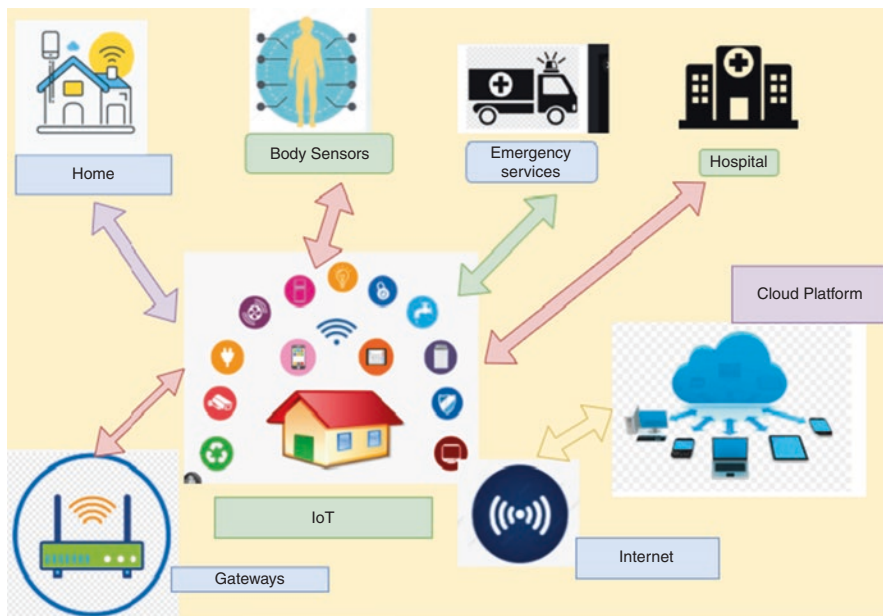 Home
Body Sensors
Emergency
services
Hospital
Cloud Platform
IoT
Internet
Gateways